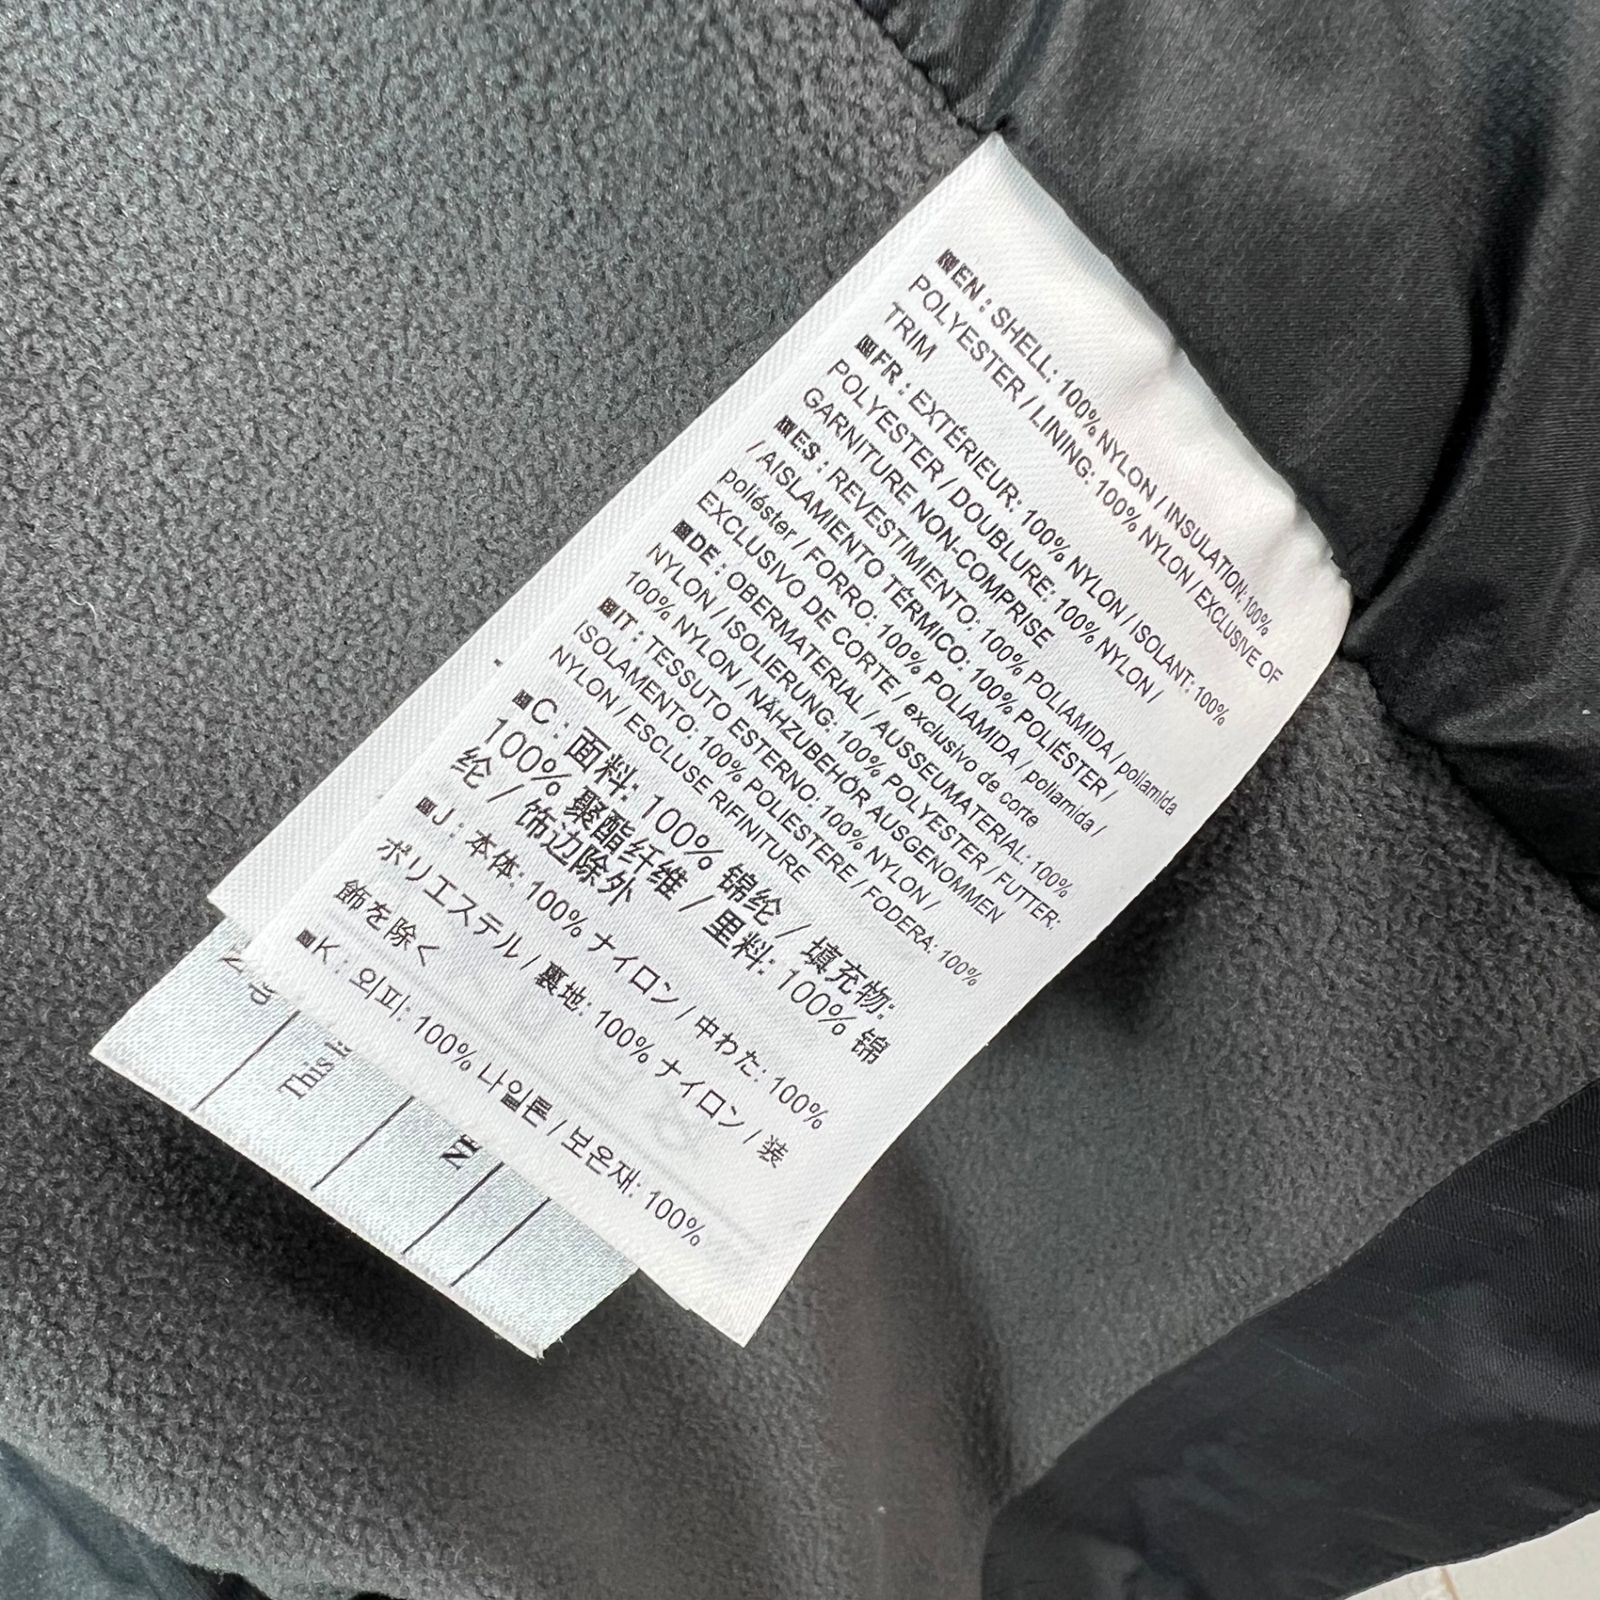 EN : SHELL: 100% NYLON / INSULATION: 100%
POLYESTER / LINING: 100% NYLON / EXCLUSIVE OF
TRIM
FR : EXTÉRIEUR: 100% NYLON / ISOLANT: 100%
POLYESTER / DOUBLURE: 100% NYLON /
GARNITURE NON-COMPRISE
ES : REVESTIMIENTO: 100% POLIAMIDA / poliamida
/ AISLAMIENTO TÉRMICO: 100% POLIÉSTER /
poliéster / FORRO: 100% POLIAMIDA / poliamida /
EXCLUSIVO DE CORTE / exclusivo de corte
DE : OBERMATERIAL / AUSSEUMATERIAL: 100%
NYLON / ISOLIERUNG: 100% POLYESTER / FUTTER:
100% NYLON / NÄHZUBEHÖR AUSGENOMMEN
IT : TESSUTO ESTERNO: 100% NYLON /
ISOLAMENTO: 100% POLIESTERE / FODERA: 100%
NYLON / ESCLUSE RIFINITURE
C : 面料: 100% 锦纶 / 填充物:
100% 聚酯纤维 / 里料: 100% 锦
纶 / 饰边除外
J : 本体: 100% ナイロン / 中わた: 100%
ポリエステル / 裏地: 100% ナイロン / 装
飾を除く
K : 외피: 100% 나일론 / 보온재: 100%
This